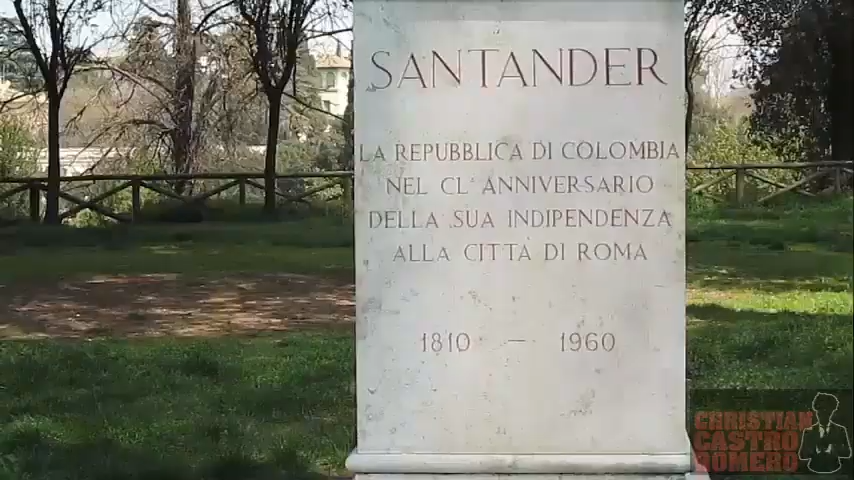 SANTANDER
LA REPUBBLICA DI COLOMBIA
NEL CL° ANNIVERSARIO
DELLA SUA INDIPENDENZA
ALLA CITTÀ DI ROMA
1810 — 1960
CHRISTIAN
CASTRO
ROMERO